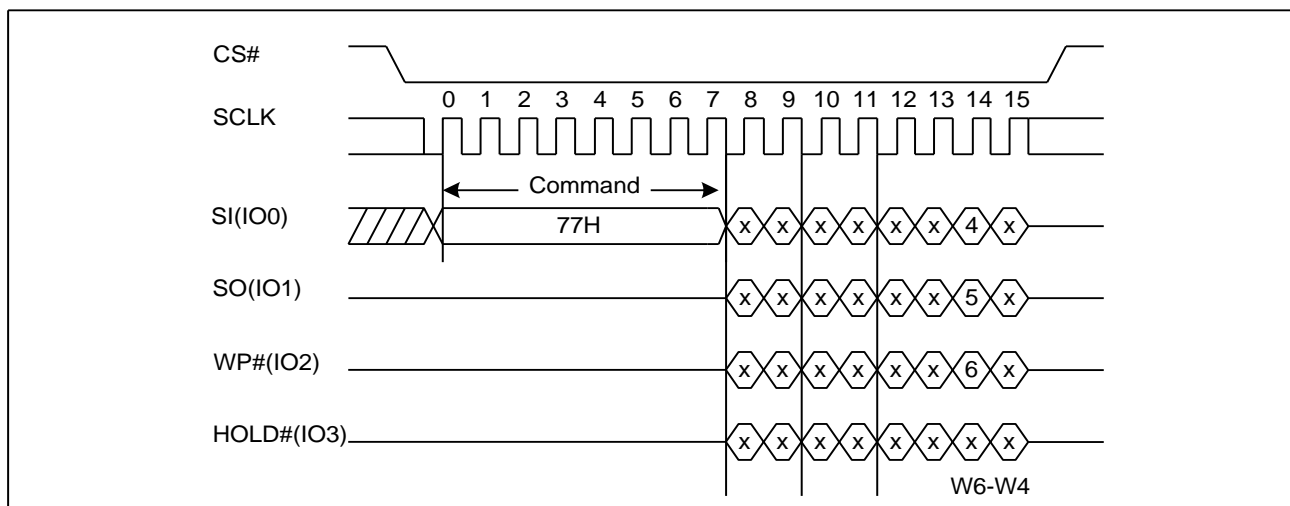 CS#
0 1 2 3 4 5 6 7 8 9 10 11 12 13 14 15
SCLK
Command
SI(IO0)
77H
x x x x x x 4 x
SO(IO1)
x x x x x x 5 x
WP#(IO2)
x x x x x x 6 x
HOLD#(IO3)
x x x x x x x x
W6-W4